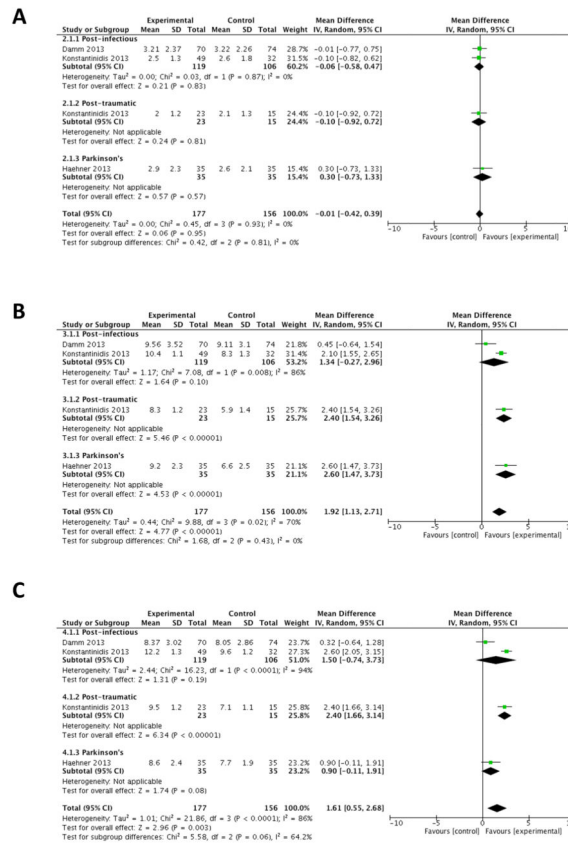 A
Experimental Control Mean Difference Mean Difference
Study or Subgroup Mean SD Total Mean SD Total Weight IV, Random, 95% CI IV, Random, 95% CI
2.1.1 Post-infectious
Damm 2013 3.21 2.37 70 3.22 2.26 74 28.7% -0.01 [-0.77, 0.75]
Konstantinidis 2013 2.5 1.3 49 2.6 1.8 32 31.5% -0.10 [-0.82, 0.62]
Subtotal (95% CI) 119 106 60.2% -0.06 [-0.58, 0.47]
Heterogeneity: Tau² = 0.00; Chi² = 0.03, df = 1 (P = 0.87); I² = 0%
Test for overall effect: Z = 0.21 (P = 0.83)
2.1.2 Post-traumatic
Konstantinidis 2013 2 1.2 23 2.1 1.3 15 24.4% -0.10 [-0.92, 0.72]
Subtotal (95% CI) 23 15 24.4% -0.10 [-0.92, 0.72]
Heterogeneity: Not applicable
Test for overall effect: Z = 0.24 (P = 0.81)
2.1.3 Parkinson's
Haehner 2013 2.9 2.3 35 2.6 2.1 35 15.4% 0.30 [-0.73, 1.33]
Subtotal (95% CI) 35 35 15.4% 0.30 [-0.73, 1.33]
Heterogeneity: Not applicable
Test for overall effect: Z = 0.57 (P = 0.57)
Total (95% CI) 177 156 100.0% -0.01 [-0.42, 0.39]
Heterogeneity: Tau² = 0.00; Chi² = 0.45, df = 3 (P = 0.93); I² = 0%
Test for overall effect: Z = 0.06 (P = 0.95)
Test for subgroup differences: Chi² = 0.42, df = 2 (P = 0.81), I² = 0%
-10 -5 0 5 10
Favours [control] Favours [experimental]
B
Experimental Control Mean Difference Mean Difference
Study or Subgroup Mean SD Total Mean SD Total Weight IV, Random, 95% CI IV, Random, 95% CI
3.1.1 Post-infectious
Damm 2013 9.56 3.52 70 9.11 3.1 74 21.8% 0.45 [-0.64, 1.54]
Konstantinidis 2013 10.4 1.1 49 8.3 1.3 32 31.4% 2.10 [1.55, 2.65]
Subtotal (95% CI) 119 106 53.2% 1.34 [-0.27, 2.96]
Heterogeneity: Tau² = 1.17; Chi² = 7.08, df = 1 (P = 0.008); I² = 86%
Test for overall effect: Z = 1.64 (P = 0.10)
3.1.2 Post-traumatic
Konstantinidis 2013 8.3 1.2 23 5.9 1.4 15 25.7% 2.40 [1.54, 3.26]
Subtotal (95% CI) 23 15 25.7% 2.40 [1.54, 3.26]
Heterogeneity: Not applicable
Test for overall effect: Z = 5.46 (P < 0.00001)
3.1.3 Parkinson's
Haehner 2013 9.2 2.3 35 6.6 2.5 35 21.1% 2.60 [1.47, 3.73]
Subtotal (95% CI) 35 35 21.1% 2.60 [1.47, 3.73]
Heterogeneity: Not applicable
Test for overall effect: Z = 4.53 (P < 0.00001)
Total (95% CI) 177 156 100.0% 1.92 [1.13, 2.71]
Heterogeneity: Tau² = 0.44; Chi² = 9.88, df = 3 (P = 0.02); I² = 70%
Test for overall effect: Z = 4.77 (P < 0.00001)
Test for subgroup differences: Chi² = 1.68, df = 2 (P = 0.43), I² = 0%
-10 -5 0 5 10
Favours [control] Favours [experimental]
C
Experimental Control Mean Difference Mean Difference
Study or Subgroup Mean SD Total Mean SD Total Weight IV, Random, 95% CI IV, Random, 95% CI
4.1.1 Post-infectious
Damm 2013 8.37 3.02 70 8.05 2.86 74 23.7% 0.32 [-0.64, 1.28]
Konstantinidis 2013 12.2 1.3 49 9.6 1.2 32 27.3% 2.60 [2.05, 3.15]
Subtotal (95% CI) 119 106 51.0% 1.50 [-0.74, 3.73]
Heterogeneity: Tau² = 2.44; Chi² = 16.23, df = 1 (P < 0.0001); I² = 94%
Test for overall effect: Z = 1.31 (P = 0.19)
4.1.2 Post-traumatic
Konstantinidis 2013 9.5 1.2 23 7.1 1.1 15 25.8% 2.40 [1.66, 3.14]
Subtotal (95% CI) 23 15 25.8% 2.40 [1.66, 3.14]
Heterogeneity: Not applicable
Test for overall effect: Z = 6.34 (P < 0.00001)
4.1.3 Parkinson's
Haehner 2013 8.6 2.4 35 7.7 1.9 35 23.2% 0.90 [-0.11, 1.91]
Subtotal (95% CI) 35 35 23.2% 0.90 [-0.11, 1.91]
Heterogeneity: Not applicable
Test for overall effect: Z = 1.74 (P = 0.08)
Total (95% CI) 177 156 100.0% 1.61 [0.55, 2.68]
Heterogeneity: Tau² = 1.01; Chi² = 21.86, df = 3 (P < 0.0001); I² = 86%
Test for overall effect: Z = 2.96 (P = 0.003)
Test for subgroup differences: Chi² = 5.58, df = 2 (P = 0.06), I² = 64.2%
-10 -5 0 5 10
Favours [control] Favours [experimental]